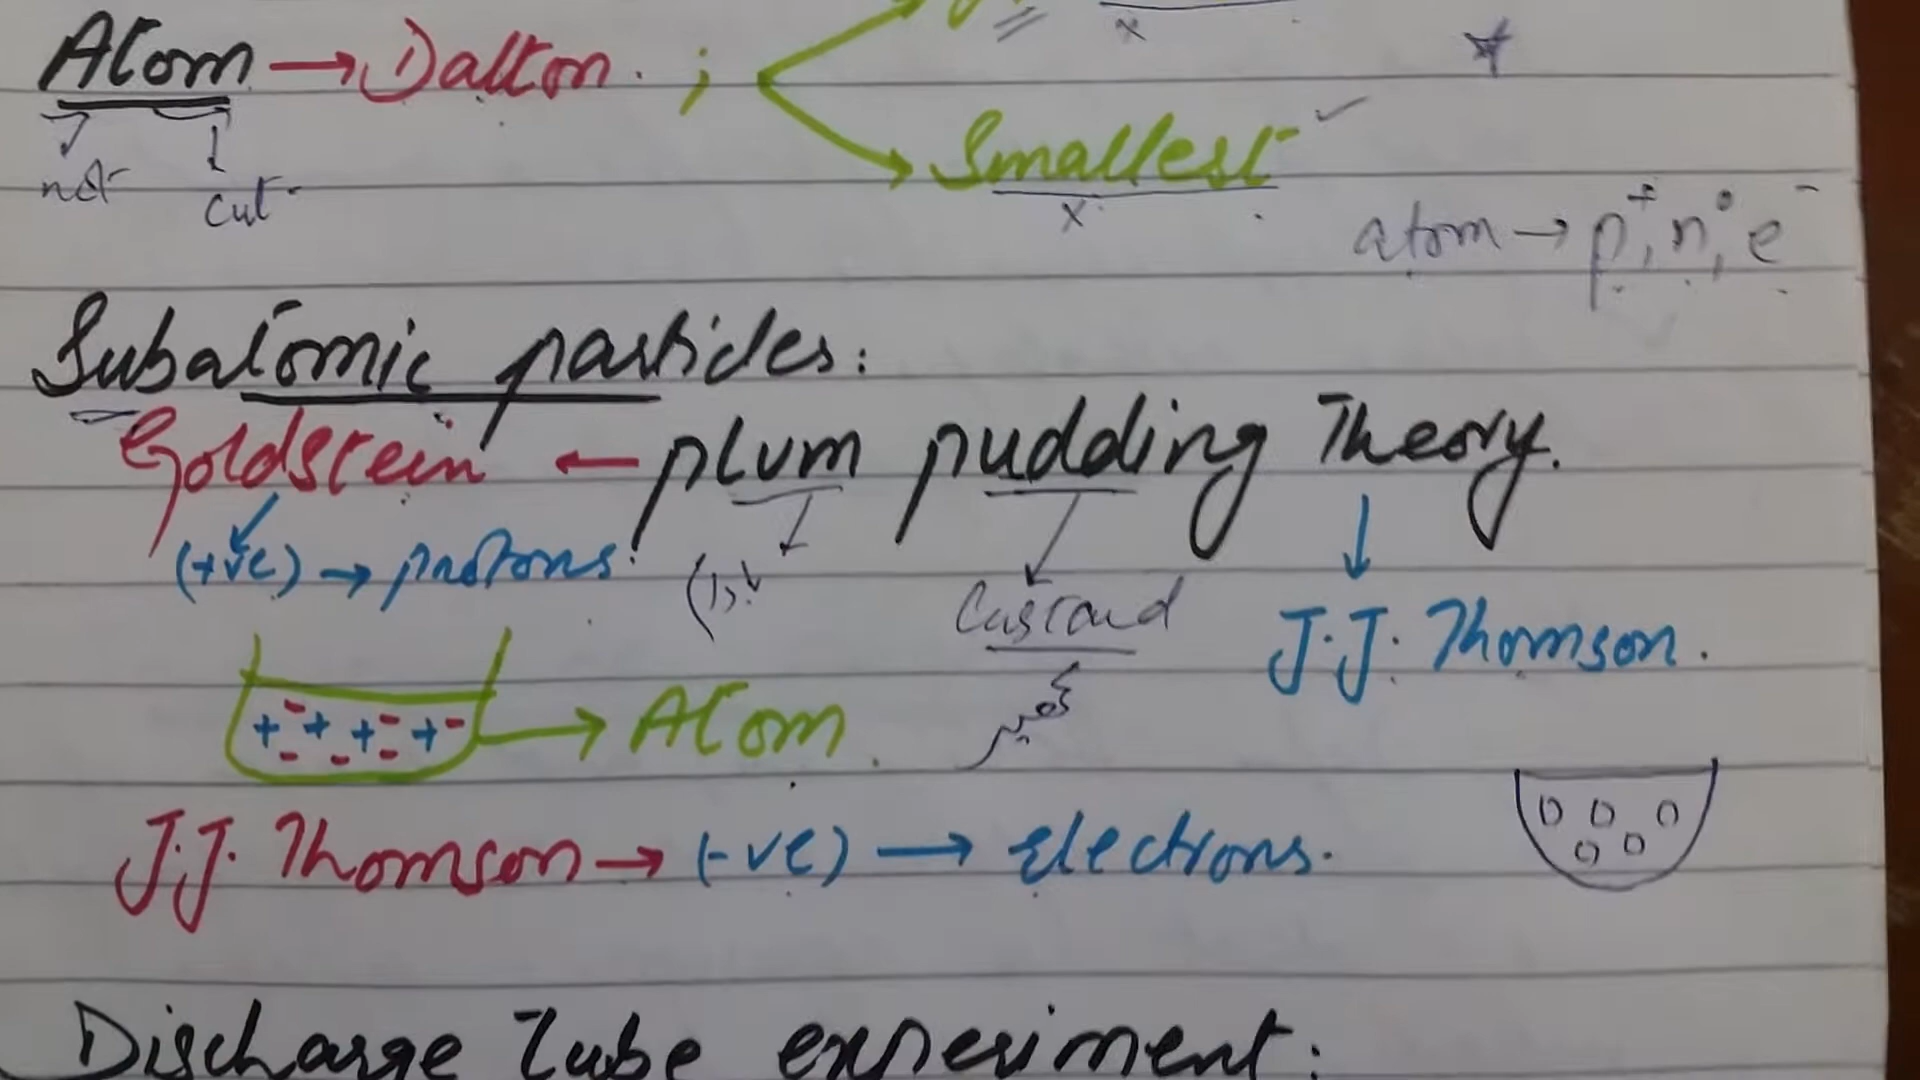 Atom → Dalton. ;
Smallest ✓
not cut
x
atom → p⁺, n⁰, e⁻
Subatomic particles:
Goldstein ← plum pudding Theory.
(+ve) → protons.
Custard
J.J. Thomson.
+ - + + - + -
- - -
→ Atom
J.J. Thomson → (-ve) → electrons.
Discharge Tube experiment: